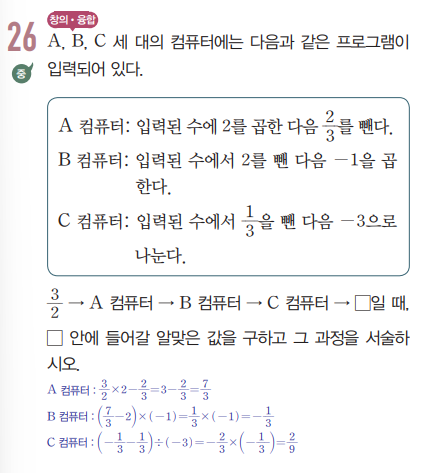 창의·융합
26 A, B, C 세 대의 컴퓨터에는 다음과 같은 프로그램이
중 입력되어 있다.
A 컴퓨터: 입력된 수에 2를 곱한 다음 2/3를 뺀다.
B 컴퓨터: 입력된 수에서 2를 뺀 다음 -1을 곱
한다.
C 컴퓨터: 입력된 수에서 1/3을 뺀 다음 -3으로
나눈다.
3/2 → A 컴퓨터 → B 컴퓨터 → C 컴퓨터 → □일 때,
□ 안에 들어갈 알맞은 값을 구하고 그 과정을 서술하
시오.
A 컴퓨터 : 3/2×2-2/3=3-2/3=7/3
B 컴퓨터 : (7/3-2)×(-1)=1/3×(-1)=-1/3
C 컴퓨터 : (-1/3-1/3)÷(-3)=-2/3×(-1/3)=2/9